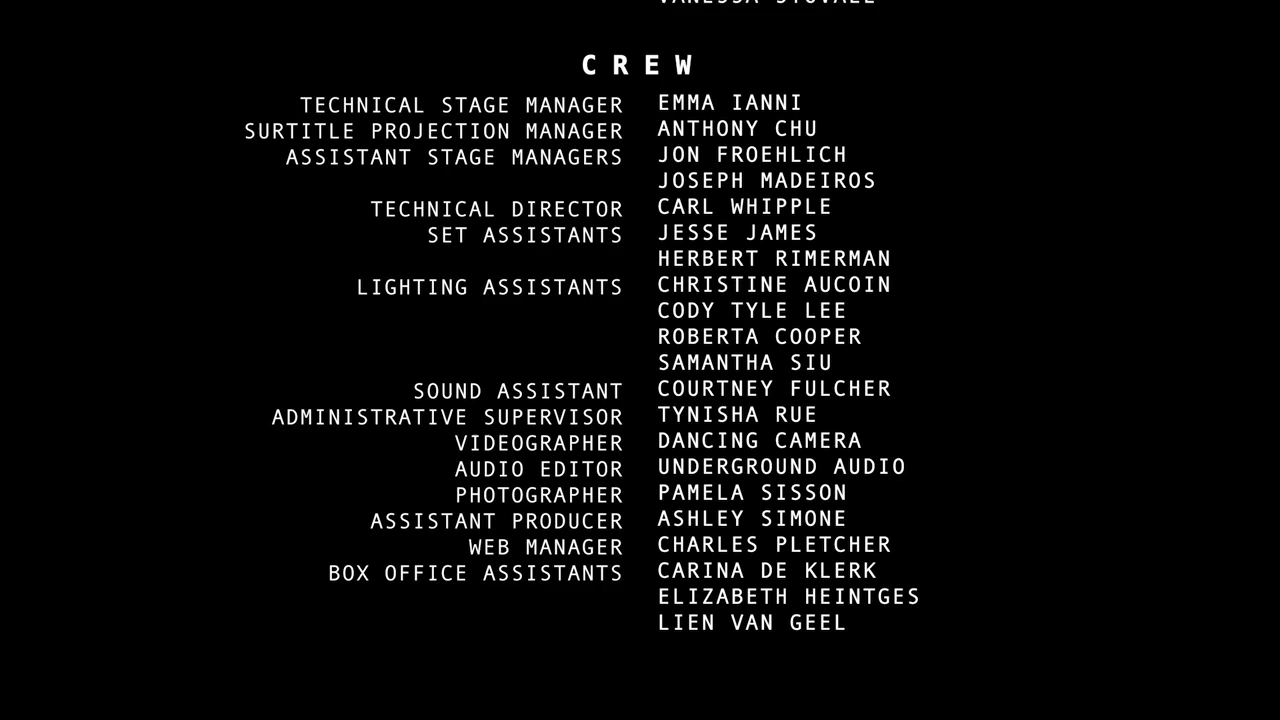 VANESSA STOVALL
CREW
TECHNICAL STAGE MANAGER EMMA IANNI
SURTITLE PROJECTION MANAGER ANTHONY CHU
ASSISTANT STAGE MANAGERS JON FROEHLICH
JOSEPH MADEIROS
TECHNICAL DIRECTOR CARL WHIPPLE
SET ASSISTANTS JESSE JAMES
HERBERT RIMERMAN
LIGHTING ASSISTANTS CHRISTINE AUCOIN
CODY TYLE LEE
ROBERTA COOPER
SAMANTHA SIU
SOUND ASSISTANT COURTNEY FULCHER
ADMINISTRATIVE SUPERVISOR TYNISHA RUE
VIDEOGRAPHER DANCING CAMERA
AUDIO EDITOR UNDERGROUND AUDIO
PHOTOGRAPHER PAMELA SISSON
ASSISTANT PRODUCER ASHLEY SIMONE
WEB MANAGER CHARLES PLETCHER
BOX OFFICE ASSISTANTS CARINA DE KLERK
ELIZABETH HEINTGES
LIEN VAN GEEL